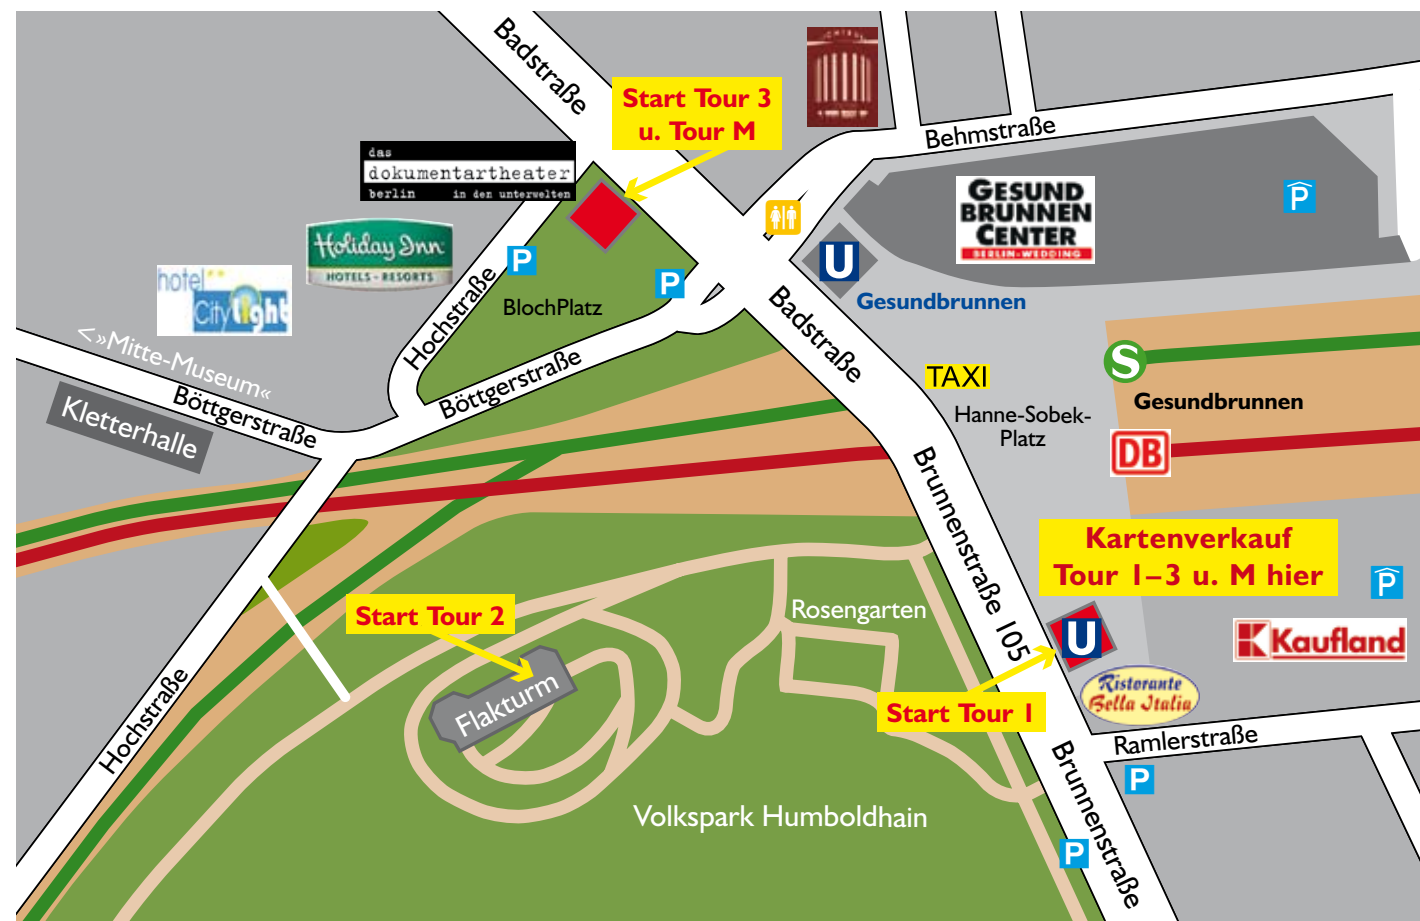 Badstraße
Start Tour 3
u. Tour M
Behmstraße
das
dokumentartheater
berlin in den unterwelten
GESUND
BRUNNEN
CENTER
BERLIN-WEDDING
P
Holiday Inn
HOTELS - RESORTS
P
P
U
Gesundbrunnen
hotel
City light
Hochstraße
BlochPlatz
Badstraße
<»Mitte-Museum«
Böttgerstraße
Böttgerstraße
Kletterhalle
TAXI
S
Gesundbrunnen
Hanne-Sobek-
Platz
DB
Brunnenstraße 105
Kartenverkauf
Tour 1–3 u. M hier
P
Start Tour 2
Rosengarten
U
Kaufland
Flakturm
Hochstraße
Start Tour 1
Ristorante
Bella Italia
Ramlerstraße
P
Brunnenstraße
Volkspark Humboldhain
P